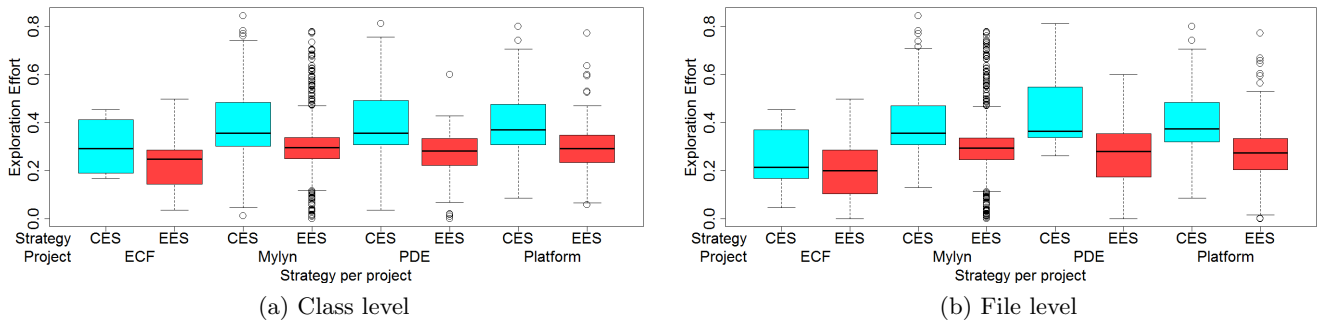 Exploration Effort
0.0 0.2 0.4 0.6 0.8
Strategy CES EES CES EES CES EES CES EES
Project ECF Mylyn PDE Platform
Strategy per project
(a) Class level
Exploration Effort
0.0 0.2 0.4 0.6 0.8
Strategy CES EES CES EES CES EES CES EES
Project ECF Mylyn PDE Platform
Strategy per project
(b) File level